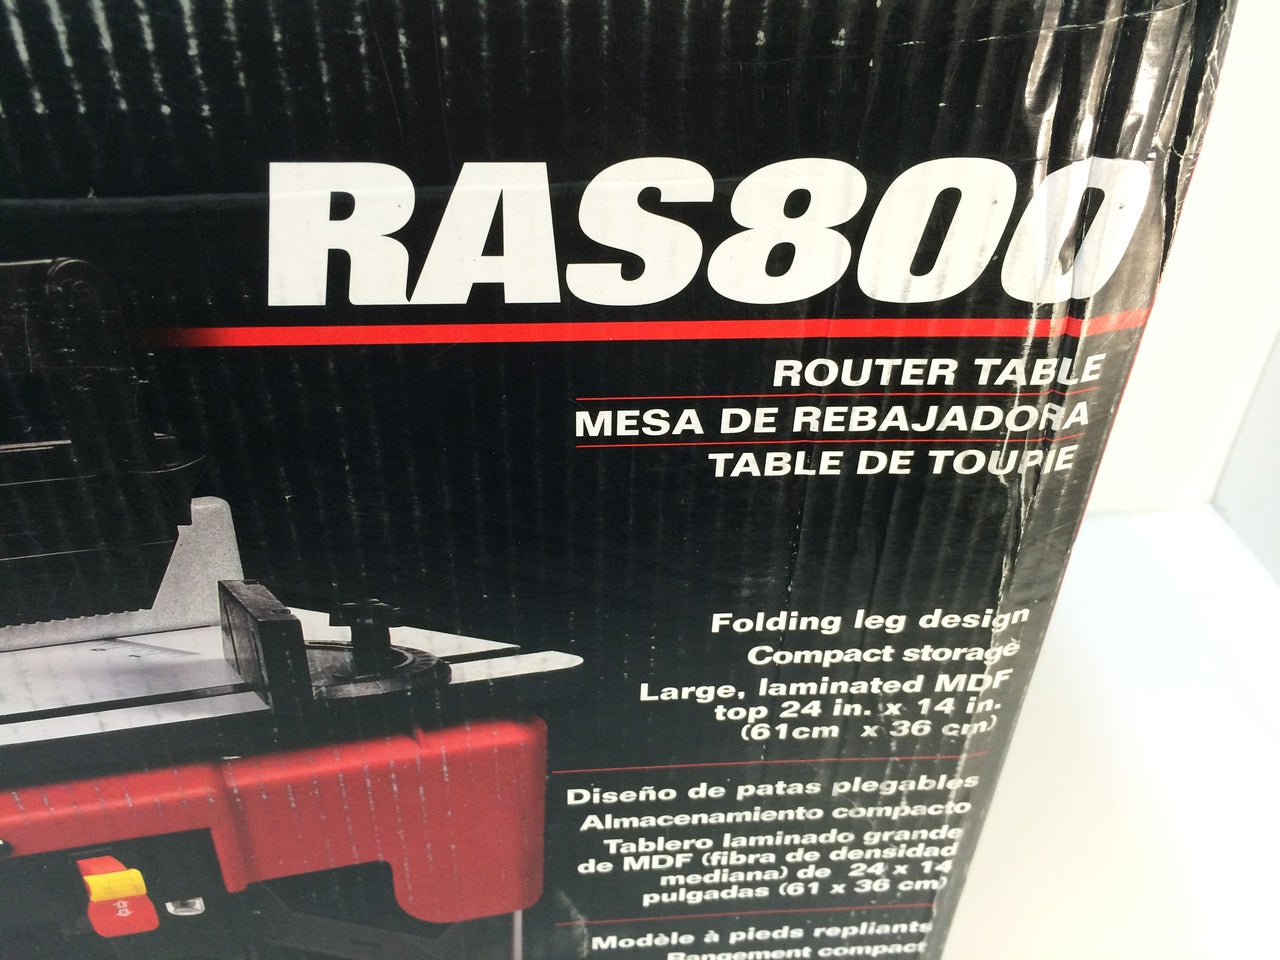 RAS800
ROUTER TABLE
MESA DE REBAJADORA
TABLE DE TOUPIE
Folding leg design
Compact storage
Large, laminated MDF
top 24 in. x 14 in.
(61cm x 36 cm)
Diseño de patas plegables
Almacenamiento compacto
Tablero laminado grande
de MDF (fibra de densidad
mediana) de 24 x 14
pulgadas (61 x 36 cm)
Modèle à pieds repliants
Rangement compact